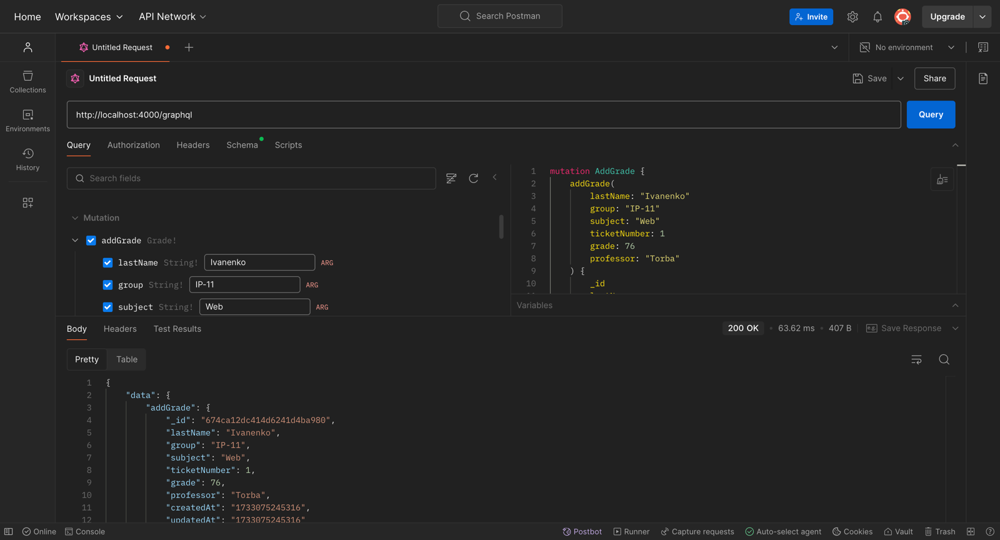 Home Workspaces API Network Search Postman Invite Upgrade
Untitled Request No environment
Untitled Request Save Share
Collections
Environments
History
http://localhost:4000/graphql Query
Query Authorization Headers Schema Scripts
Search fields
Mutation
addGrade Grade!
lastName String! Ivanenko ARG
group String! IP-11 ARG
subject String! Web ARG
1 mutation AddGrade {
2 addGrade(
3 lastName: "Ivanenko"
4 group: "IP-11"
5 subject: "Web"
6 ticketNumber: 1
7 grade: 76
8 professor: "Torba"
9 ) {
10 _id
Variables
Body Headers Test Results 200 OK • 63.62 ms • 407 B e.g. Save Response
Pretty Table
1 {
2 "data": {
3 "addGrade": {
4 "_id": "674ca12dc414d6241d4ba980",
5 "lastName": "Ivanenko",
6 "group": "IP-11",
7 "subject": "Web",
8 "ticketNumber": 1,
9 "grade": 76,
10 "professor": "Torba",
11 "createdAt": "1733075245316",
12 "updatedAt": "1733075245316"
Online Console Postbot Runner Capture requests Auto-select agent Cookies Vault Trash